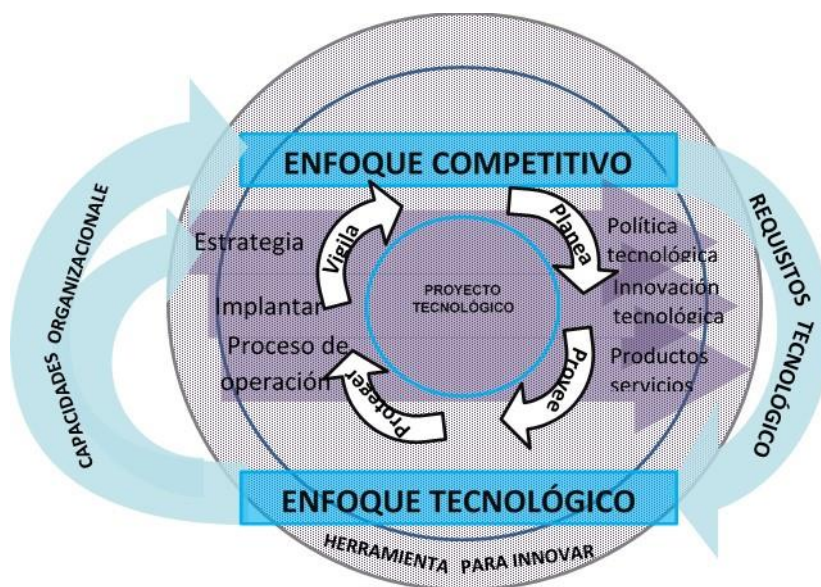 ENFOQUE COMPETITIVO
CAPACIDADES ORGANIZACIONALE
REQUISITOS TECNOLÓGICO
Vigila
Planea
Estrategia
Política
tecnológica
PROYECTO
TECNOLÓGICO
Implantar
Innovación
tecnológica
Proceso de
operación
Productos
servicios
Proteger
Provee
ENFOQUE TECNOLÓGICO
HERRAMIENTA PARA INNOVAR